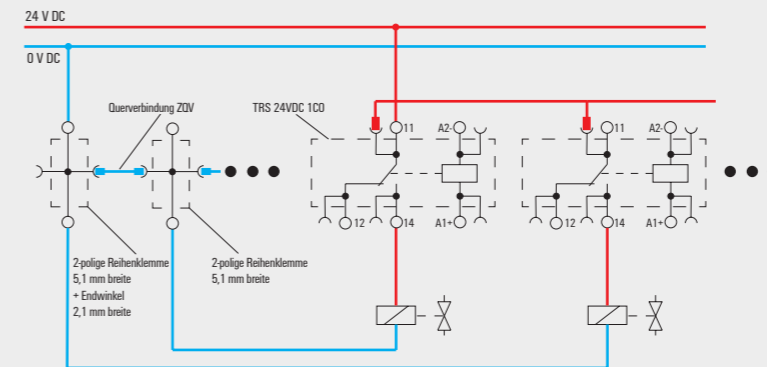 24 V DC
0 V DC
Querverbindung ZQV
TRS 24VDC 1CO
11
A2-
11
A2-
12
14
A1+
12
14
A1+
2-polige Reihenklemme
5,1 mm breite
+ Endwinkel
2,1 mm breite
2-polige Reihenklemme
5,1 mm breite